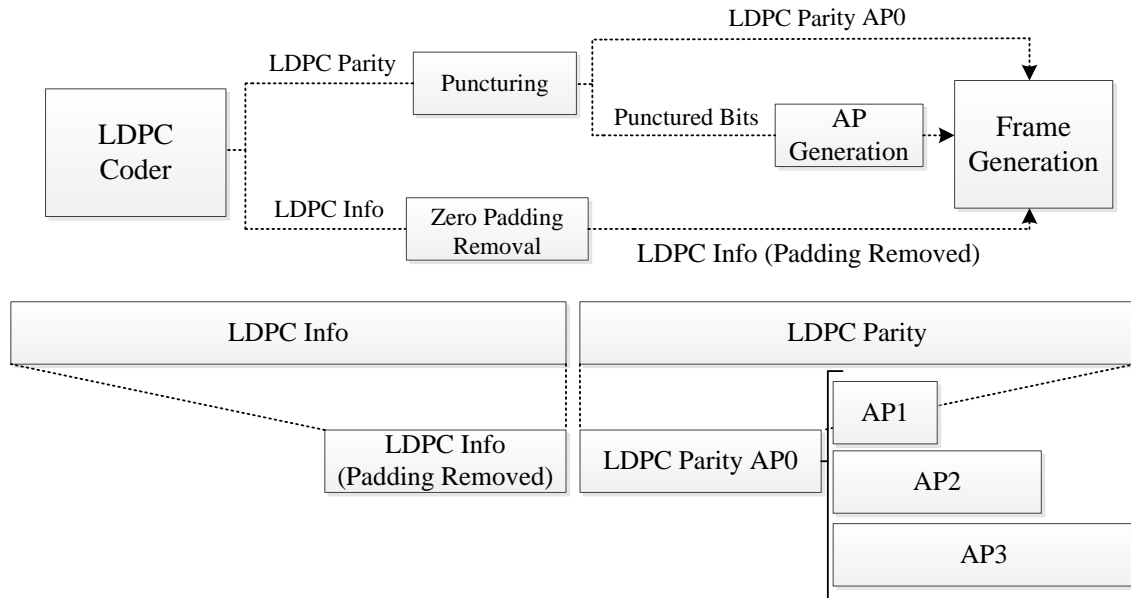 LDPC Parity AP0
LDPC Parity
Puncturing
Punctured Bits
AP
Generation
LDPC
Coder
Frame
Generation
LDPC Info
Zero Padding
Removal
LDPC Info (Padding Removed)
LDPC Info
LDPC Parity
AP1
LDPC Info
(Padding Removed)
LDPC Parity AP0
AP2
AP3